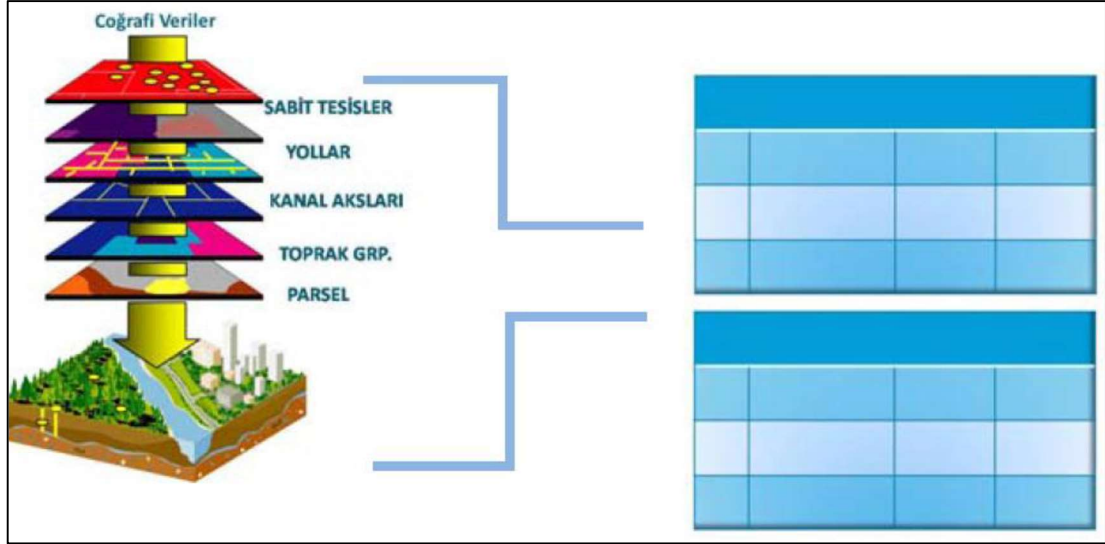 Coğrafi Veriler
SABİT TESİSLER
YOLLAR
KANAL AKSLARI
TOPRAK GRP.
PARSEL